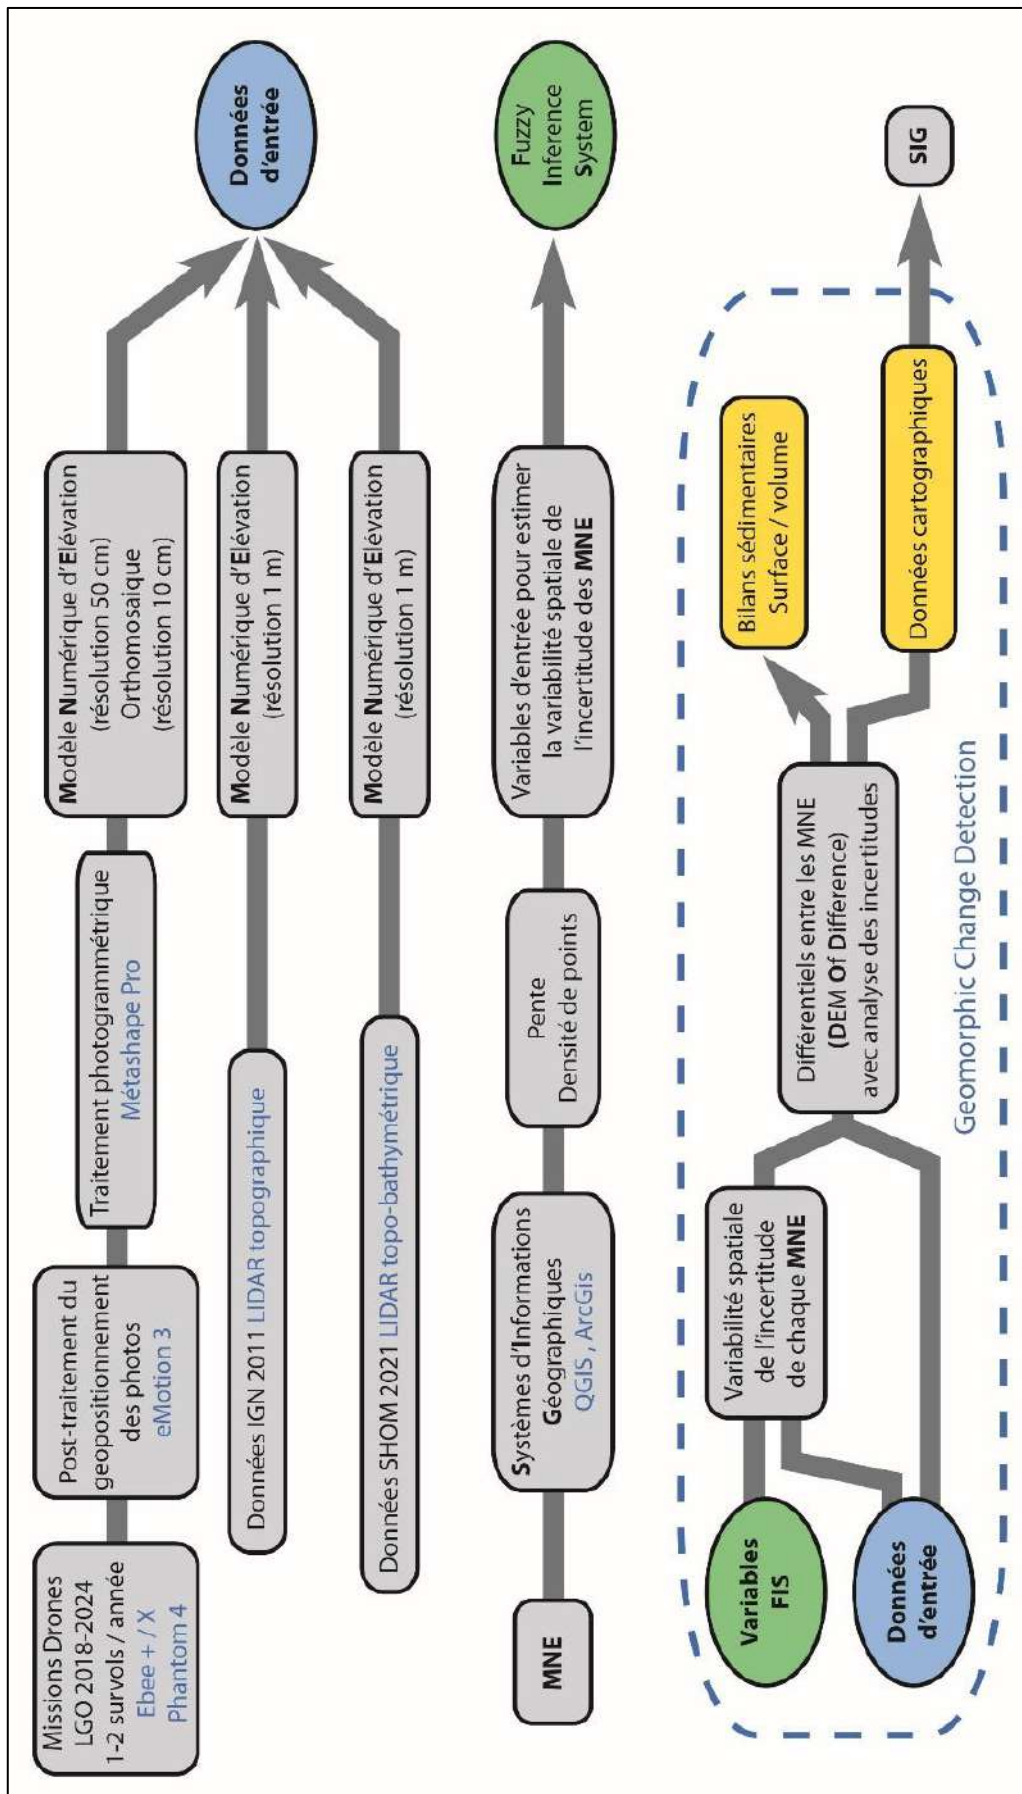 Missions Drones
LGO 2018-2024
1-2 survols / année
Ebee + / X
Phantom 4
Post-traitement du
geopositionnement
des photos
eMotion 3
Traitement photogrammétrique
Métashape Pro
Modèle Numérique d'Elévation
(résolution 50 cm)
Orthomosaique
(résolution 10 cm)
Données IGN 2011 LIDAR topographique
Modèle Numérique d'Elévation
(résolution 1 m)
Données SHOM 2021 LIDAR topo-bathymétrique
Modèle Numérique d'Elévation
(résolution 1 m)
Données
d'entrée
MNE
Systèmes d'Informations
Géographiques
QGIS , ArcGis
Pente
Densité de points
Variables d'entrée pour estimer
la variabilité spatiale de
l'incertitude des MNE
Fuzzy
Inference
System
Variables
FIS
Données
d'entrée
Variabilité spatiale
de l'incertitude
de chaque MNE
Différentiels entre les MNE
(DEM Of Difference)
avec analyse des incertitudes
Bilans sédimentaires
Surface / volume
Données cartographiques
SIG
Geomorphic Change Detection